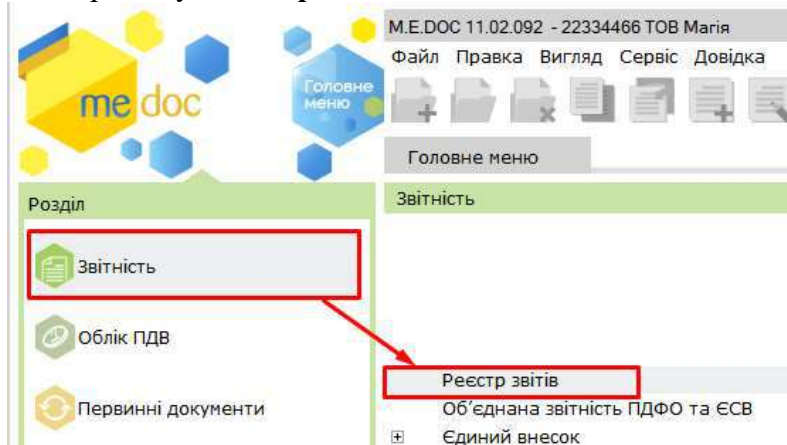 M.E.DOC 11.02.092 - 22334466 ТОВ Магія
Файл Правка Вигляд Сервіс Довідка
me doc
Головне
меню
Головне меню
Розділ
Звітність
Звітність
Облік ПДВ
Первинні документи
Реєстр звітів
Об'єднана звітність ПДФО та ЄСВ
Єдиний внесок